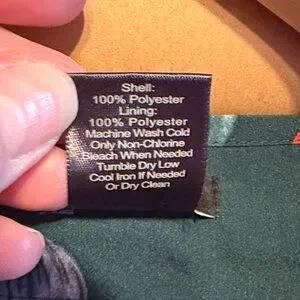 Shell:
100% Polyester
Lining:
100% Polyester
Machine Wash Cold
Only Non-Chlorine
Bleach When Needed
Tumble Dry Low
Cool Iron If Needed
Or Dry Clean